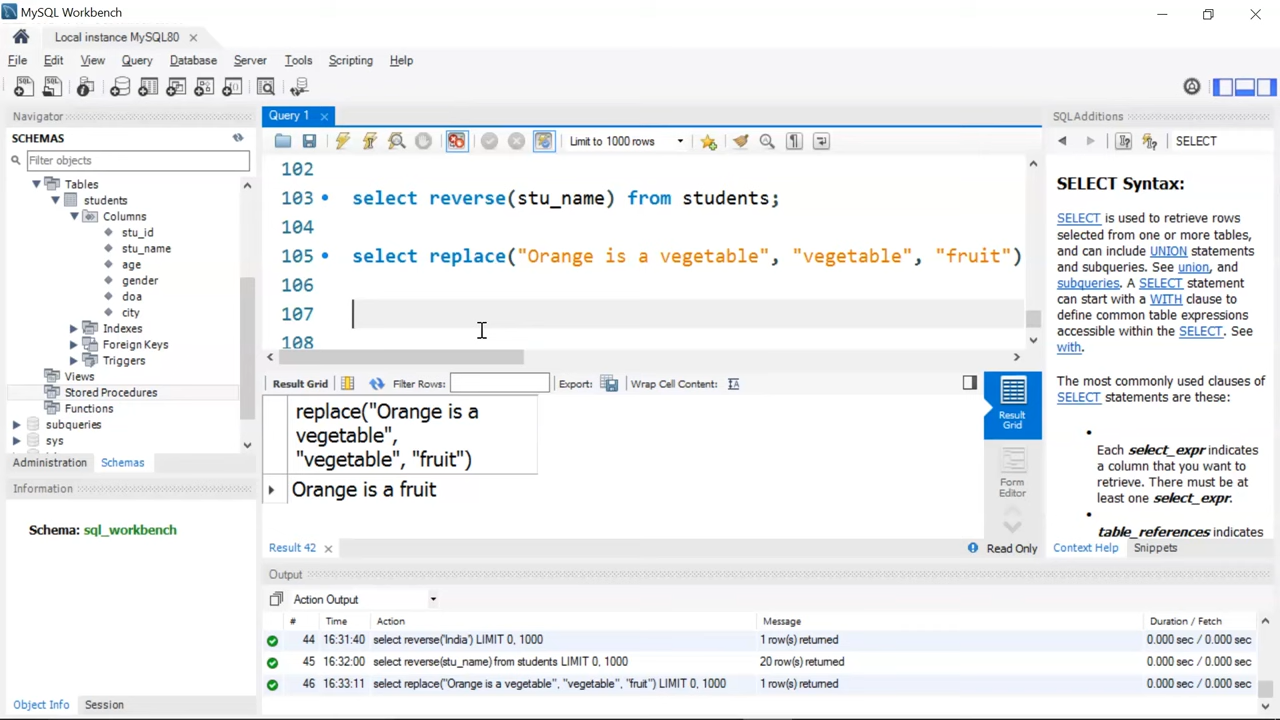 MySQL Workbench
Local instance MySQL80
File Edit View Query Database Server Tools Scripting Help
Navigator
SCHEMAS
Filter objects
Tables
students
Columns
stu_id
stu_name
age
gender
doa
city
Indexes
Foreign Keys
Triggers
Views
Stored Procedures
Functions
subqueries
sys
Administration Schemas
Information
Schema: sql_workbench
Object Info Session
Query 1
Limit to 1000 rows
102
103 select reverse(stu_name) from students;
104
105 select replace("Orange is a vegetable", "vegetable", "fruit")
106
107
108
Result Grid Filter Rows: Export: Wrap Cell Content:
replace("Orange is a
vegetable",
"vegetable", "fruit")
Orange is a fruit
Result Grid
Form Editor
Result 42
Read Only
Output
Action Output
# Time Action Message Duration / Fetch
44 16:31:40 select reverse('India') LIMIT 0, 1000 1 row(s) returned 0.000 sec / 0.000 sec
45 16:32:00 select reverse(stu_name) from students LIMIT 0, 1000 20 row(s) returned 0.000 sec / 0.000 sec
46 16:33:11 select replace("Orange is a vegetable", "vegetable", "fruit") LIMIT 0, 1000 1 row(s) returned 0.000 sec / 0.000 sec
SQLAdditions
SELECT
SELECT Syntax:
SELECT is used to retrieve rows
selected from one or more tables,
and can include UNION statements
and subqueries. See union, and
subqueries. A SELECT statement
can start with a WITH clause to
define common table expressions
accessible within the SELECT. See
with.
The most commonly used clauses of
SELECT statements are these:
Each select_expr indicates
a column that you want to
retrieve. There must be at
least one select_expr.
table_references indicates
Context Help Snippets